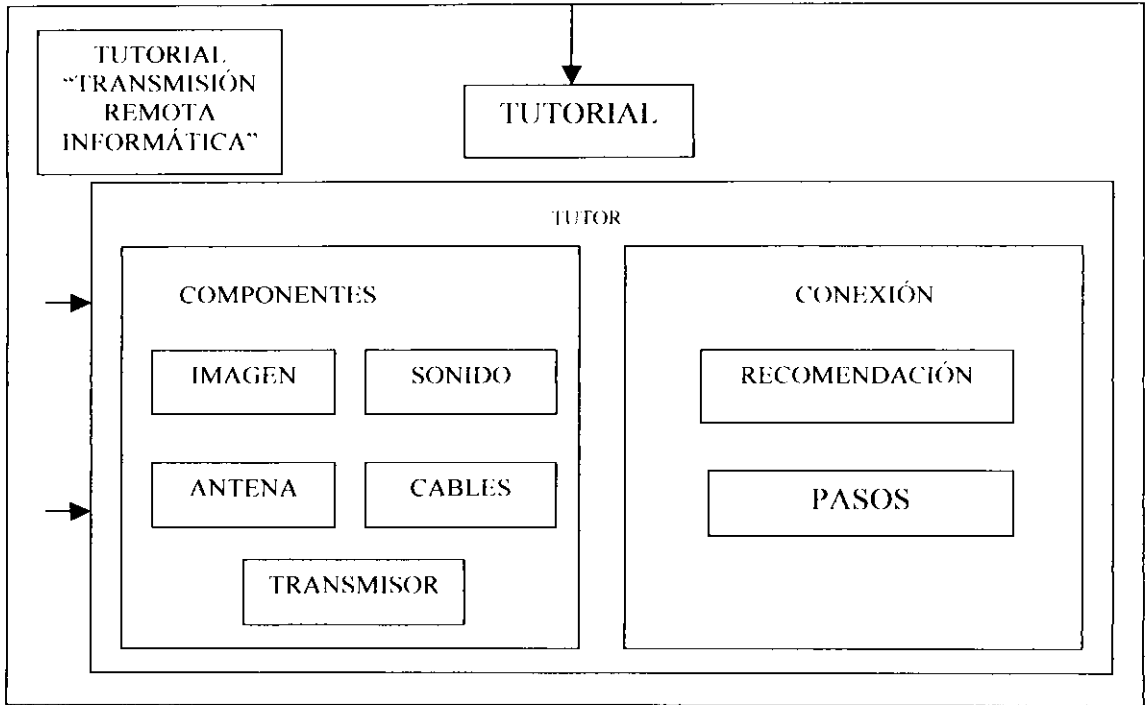 TUTORIAL
“TRANSMISIÓN
REMOTA
INFORMÁTICA”
TUTORIAL
TUTOR
COMPONENTES
IMAGEN
SONIDO
ANTENA
CABLES
TRANSMISOR
CONEXIÓN
RECOMENDACIÓN
PASOS